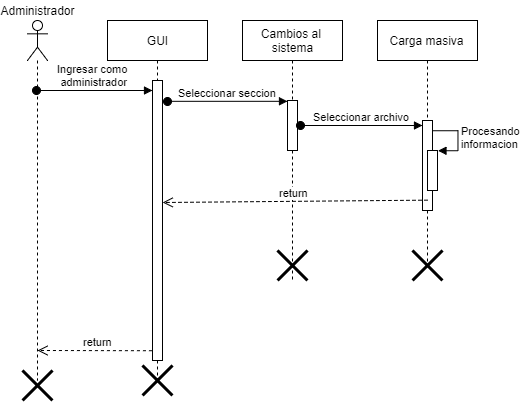 Administrador
GUI
Cambios al
sistema
Carga masiva
Ingresar como
administrador
Seleccionar seccion
Seleccionar archivo
Procesando
informacion
return
return